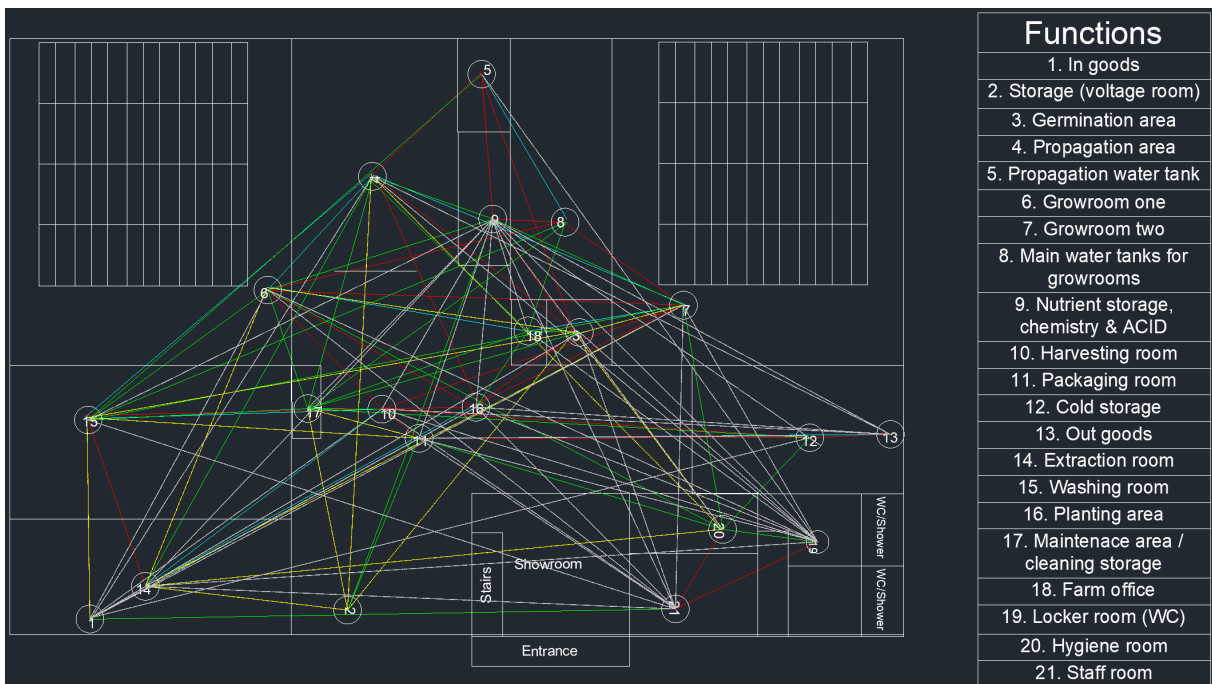 Functions
1. In goods
2. Storage (voltage room)
3. Germination area
4. Propagation area
5. Propagation water tank
6. Growroom one
7. Growroom two
8. Main water tanks for
growrooms
9. Nutrient storage,
chemistry & ACID
10. Harvesting room
11. Packaging room
12. Cold storage
13. Out goods
14. Extraction room
15. Washing room
16. Planting area
17. Maintenace area /
cleaning storage
18. Farm office
19. Locker room (WC)
20. Hygiene room
21. Staff room
5
4
9
8
6
7
18
3
15
17
10
16
11
12
13
20
19
14
1
2
21
WC/Shower
WC/Shower
Showroom
Stairs
Entrance